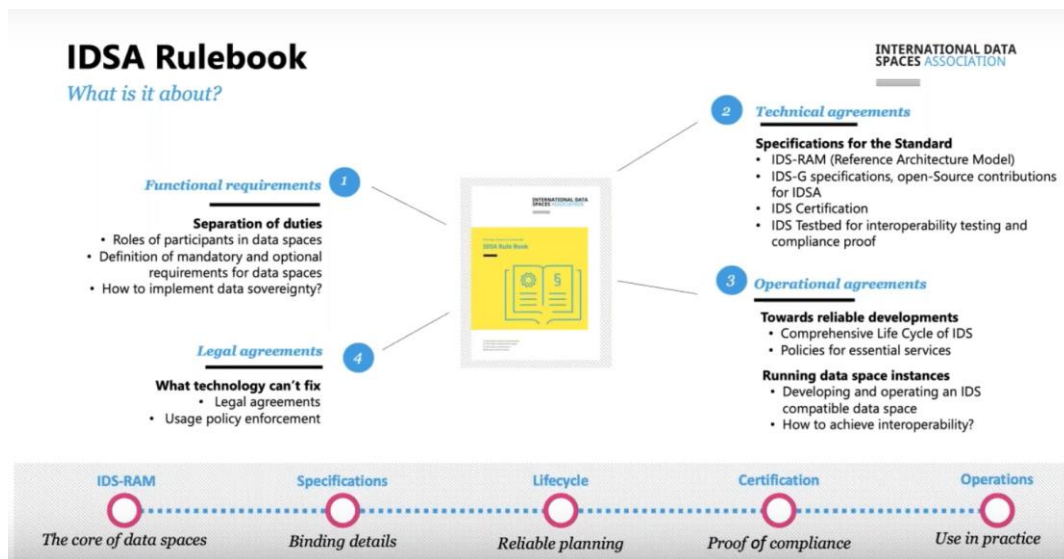 IDSA Rulebook
What is it about?
INTERNATIONAL DATA
SPACES ASSOCIATION
1
Functional requirements
Separation of duties
• Roles of participants in data spaces
• Definition of mandatory and optional
requirements for data spaces
• How to implement data sovereignty?
2
Technical agreements
Specifications for the Standard
• IDS-RAM (Reference Architecture Model)
• IDS-G specifications, open-Source contributions
for IDSA
• IDS Certification
• IDS Testbed for interoperability testing and
compliance proof
INTERNATIONAL DATA
SPACES ASSOCIATION
IDSA Rule Book
§
3
Operational agreements
Towards reliable developments
• Comprehensive Life Cycle of IDS
• Policies for essential services
Running data space instances
• Developing and operating an IDS
compatible data space
• How to achieve interoperability?
4
Legal agreements
What technology can't fix
• Legal agreements
• Usage policy enforcement
IDS-RAM
The core of data spaces
Specifications
Binding details
Lifecycle
Reliable planning
Certification
Proof of compliance
Operations
Use in practice